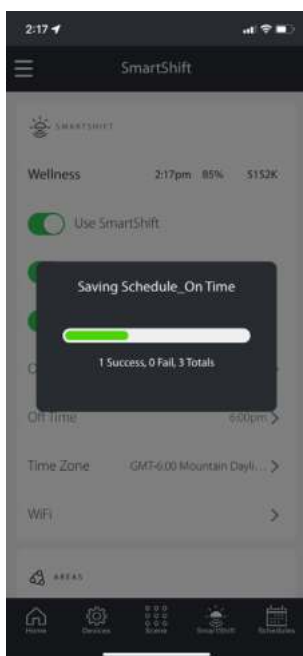 2:17
SmartShift
SMARTSHIFT
Wellness 2:17pm 85% 5152K
Use SmartShift
Saving Schedule_On Time
1 Success, 0 Fail, 3 Totals
Off Time 6:00pm
Time Zone GMT-6:00 Mountain Dayli...
WiFi
AREAS
Home Devices Scene SmartShift Schedules